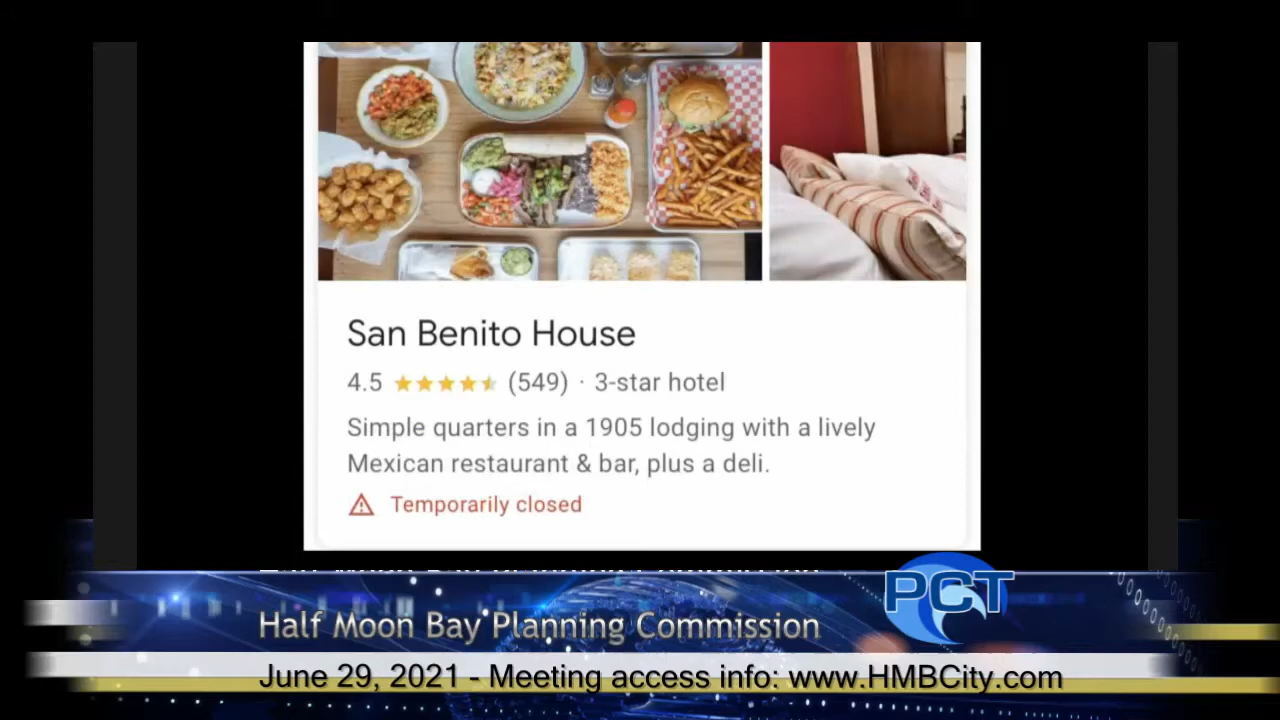 San Benito House
4.5 (549) · 3-star hotel
Simple quarters in a 1905 lodging with a lively
Mexican restaurant & bar, plus a deli.
Temporarily closed
PCT
Half Moon Bay Planning Commission
June 29, 2021 - Meeting access info: www.HMBCity.com